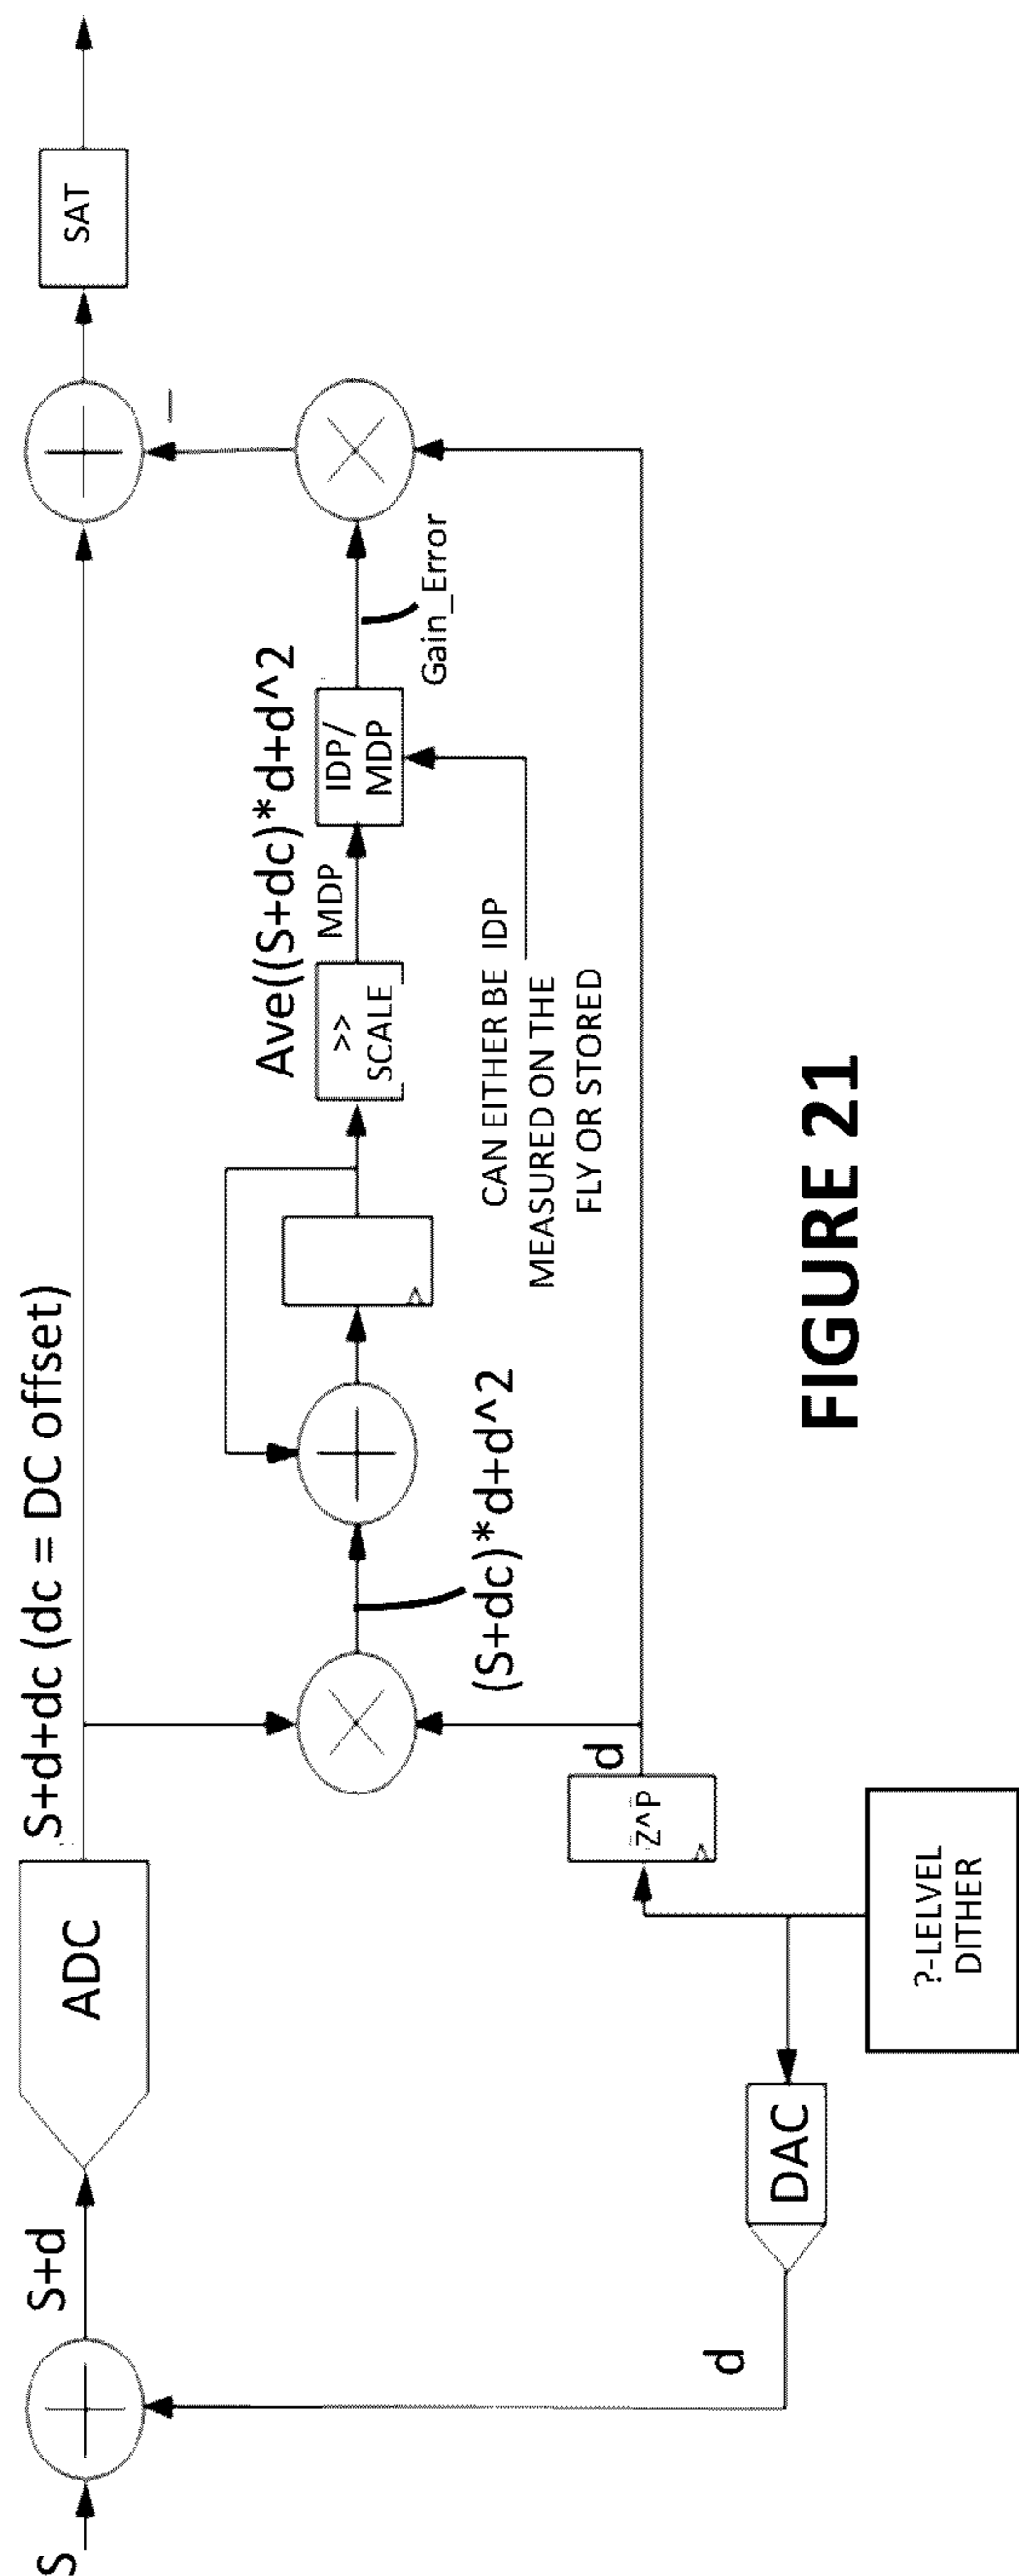 S
S+d
ADC
S+d+dc (dc = DC offset)
SAT
–
(S+dc)*d+d^2
>>
SCALE
Ave((S+dc)*d+d^2
MDP
IDP/
MDP
Gain_Error
CAN EITHER BE IDP
MEASURED ON THE
FLY OR STORED
d
Z^P
d
DAC
?-LELVEL
DITHER
FIGURE 21